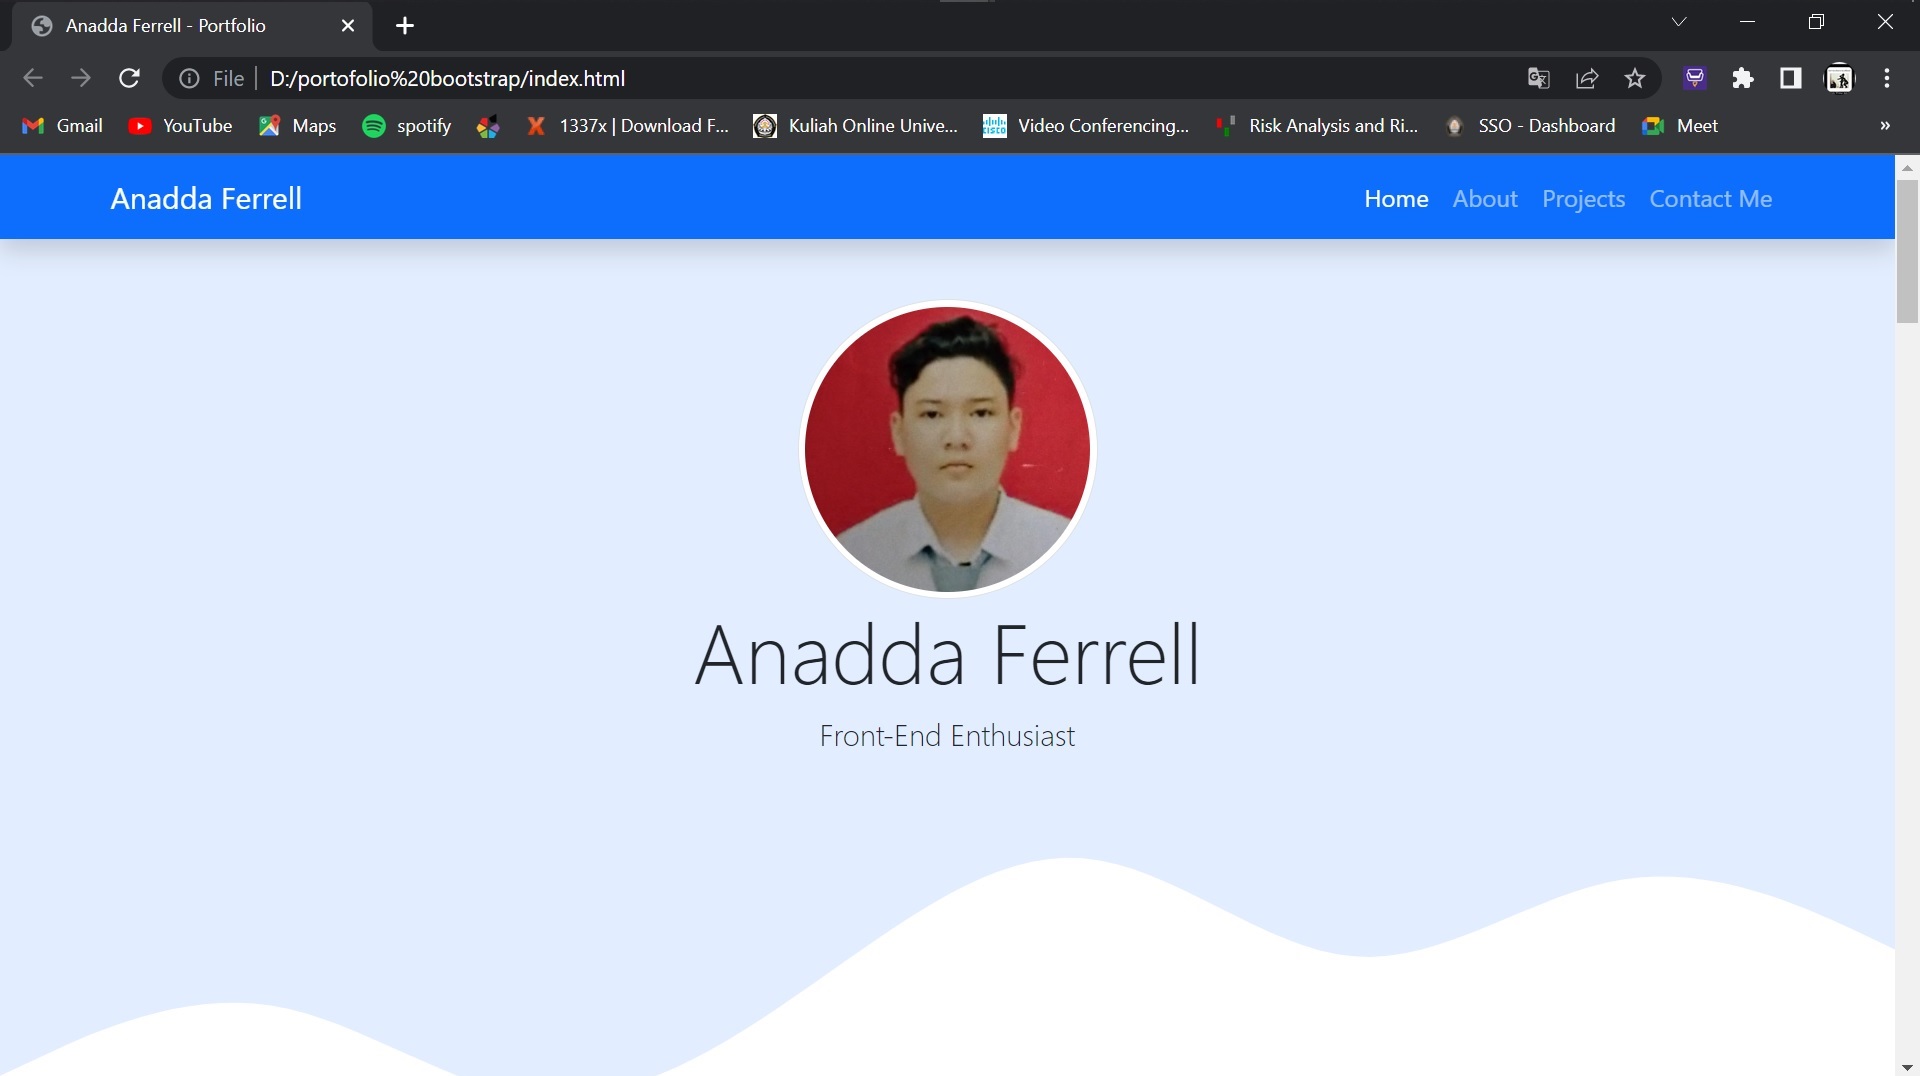 Anadda Ferrell - Portfolio
File D:/portofolio%20bootstrap/index.html
Gmail YouTube Maps spotify 1337x | Download F... Kuliah Online Unive... Video Conferencing... Risk Analysis and Ri... SSO - Dashboard Meet »
Anadda Ferrell Home About Projects Contact Me
Anadda Ferrell
Front-End Enthusiast